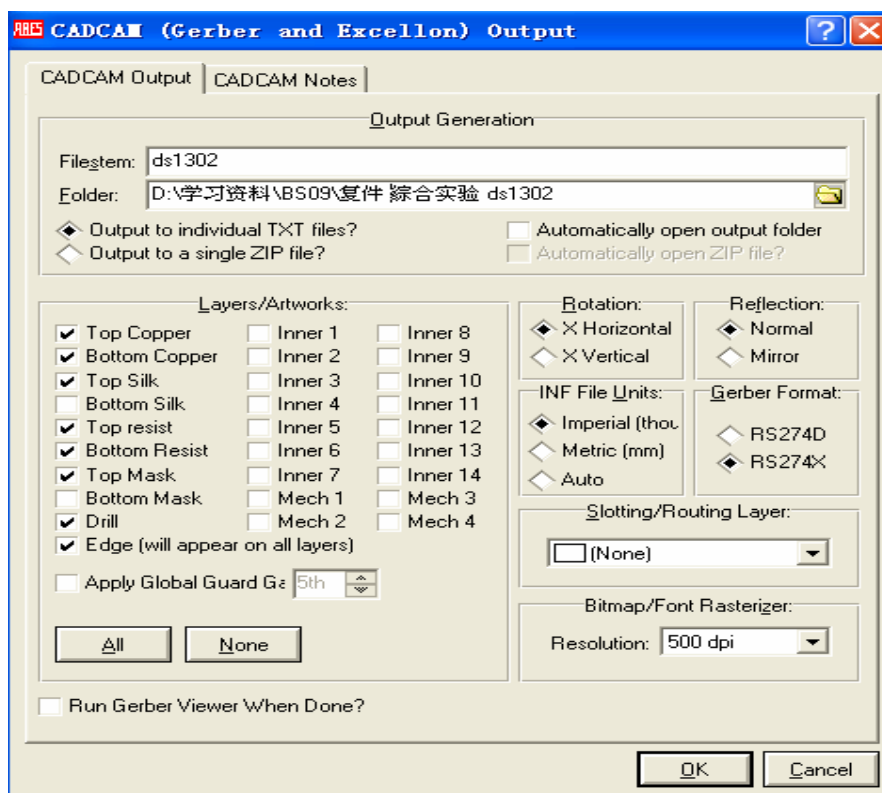 ARES CADCAM (Gerber and Excellon) Output
CADCAM Output
CADCAM Notes
Output Generation
Filestem: ds1302
Folder: D:\学习资料\BS09\复件 综合实验 ds1302
Output to individual TXT files?
Automatically open output folder
Output to a single ZIP file?
Automatically open ZIP file?
Layers/Artworks:
Top Copper
Inner 1
Inner 8
Bottom Copper
Inner 2
Inner 9
Top Silk
Inner 3
Inner 10
Bottom Silk
Inner 4
Inner 11
Top resist
Inner 5
Inner 12
Bottom Resist
Inner 6
Inner 13
Top Mask
Inner 7
Inner 14
Bottom Mask
Mech 1
Mech 3
Drill
Mech 2
Mech 4
Edge (will appear on all layers)
Apply Global Guard Ga 5th
All
None
Rotation:
X Horizontal
X Vertical
Reflection:
Normal
Mirror
INF File Units:
Imperial (thou
Metric (mm)
Auto
Gerber Format:
RS274D
RS274X
Slotting/Routing Layer:
(None)
Bitmap/Font Rasterizer:
Resolution: 500 dpi
Run Gerber Viewer When Done?
OK
Cancel